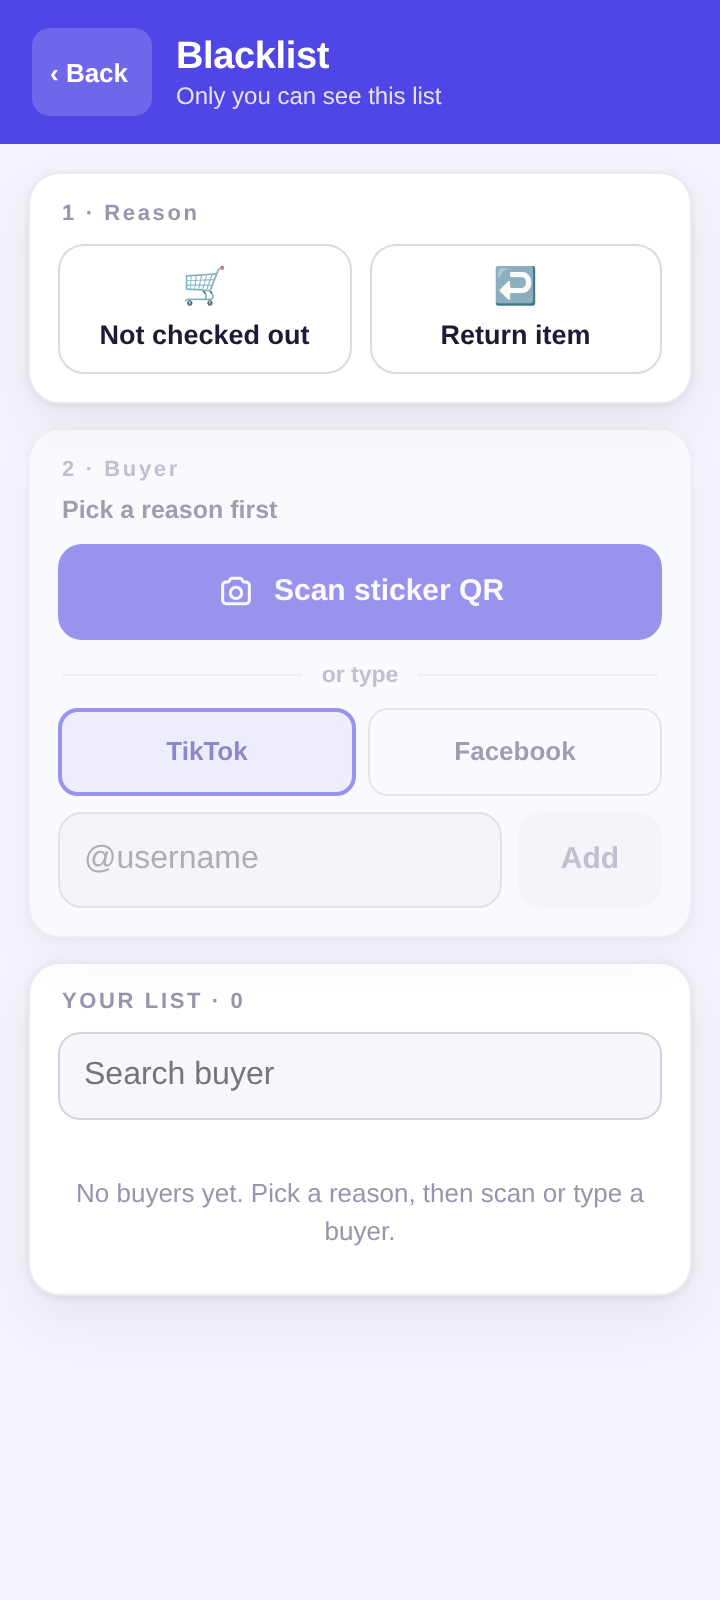 ‹ Back
Blacklist
Only you can see this list
1 · Reason
Not checked out
Return item
2 · Buyer
Pick a reason first
Scan sticker QR
or type
TikTok
Facebook
@username
Add
YOUR LIST · 0
Search buyer
No buyers yet. Pick a reason, then scan or type a
buyer.